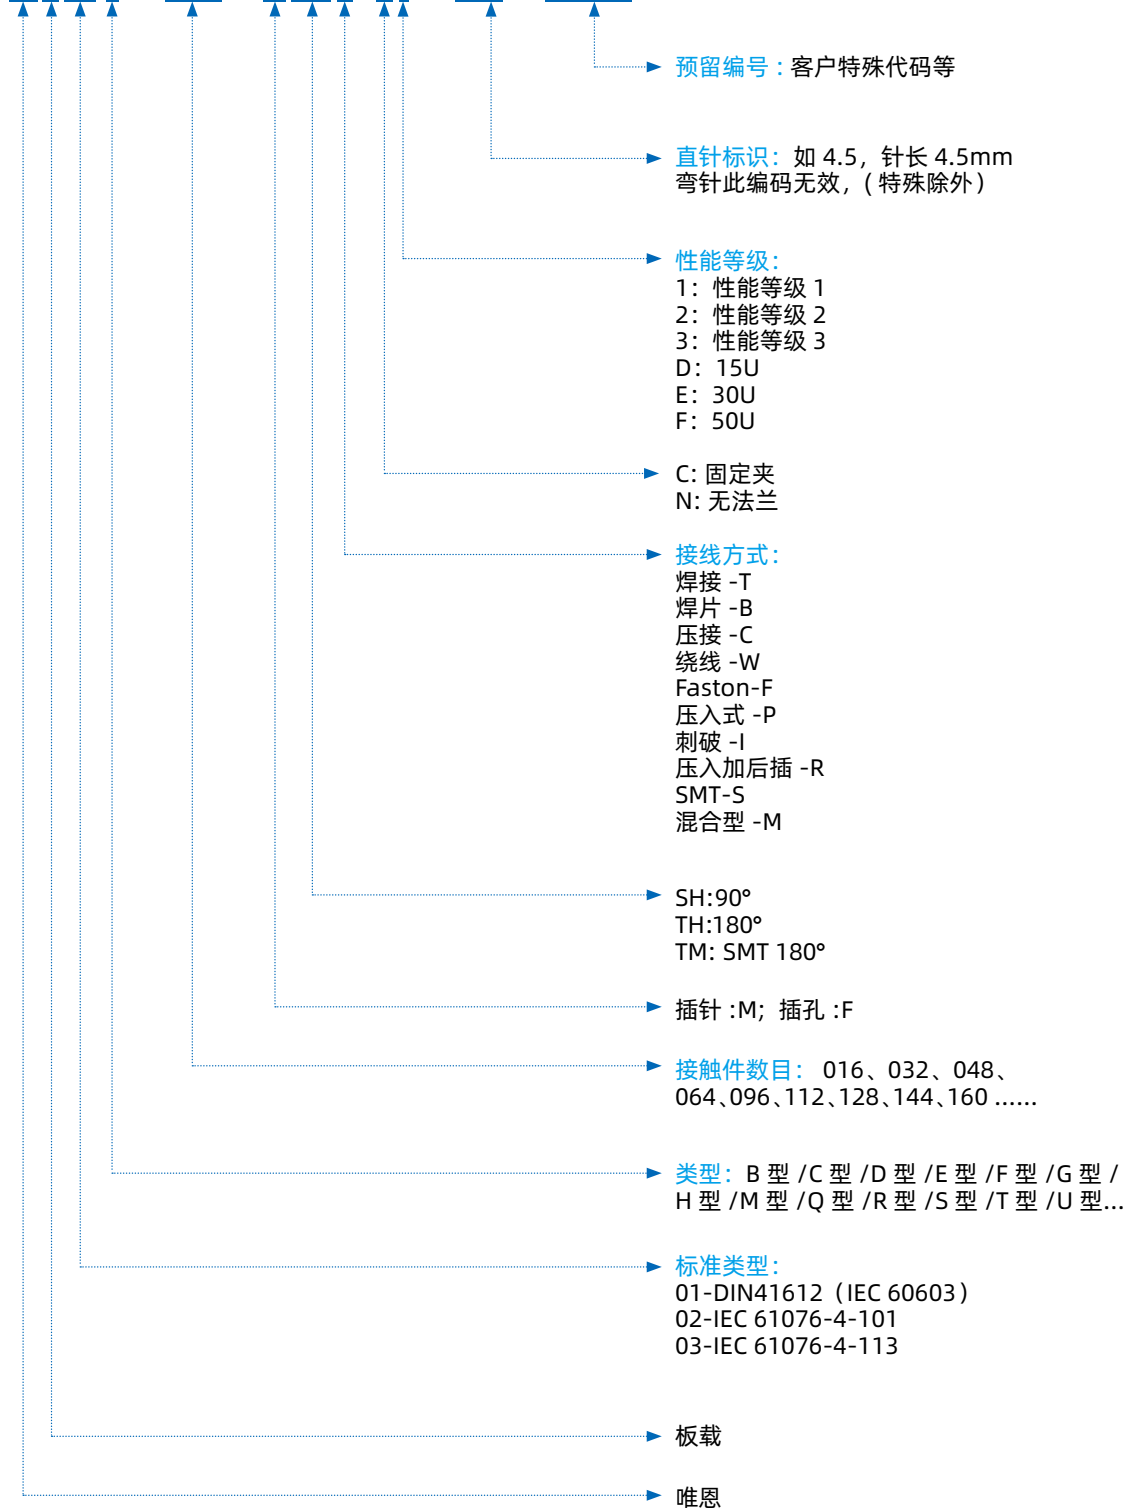 预留编号：客户特殊代码等
直针标识：如 4.5，针长 4.5mm
弯针此编码无效，( 特殊除外 )
性能等级：
1：性能等级 1
2：性能等级 2
3：性能等级 3
D：15U
E：30U
F：50U
C: 固定夹
N: 无法兰
接线方式：
焊接 -T
焊片 -B
压接 -C
绕线 -W
Faston-F
压入式 -P
刺破 -I
压入加后插 -R
SMT-S
混合型 -M
SH:90°
TH:180°
TM: SMT 180°
插针 :M；插孔 :F
接触件数目： 016、032、048、
064、096、112、128、144、160 ......
类型：B 型 /C 型 /D 型 /E 型 /F 型 /G 型 /
H 型 /M 型 /Q 型 /R 型 /S 型 /T 型 /U 型...
标准类型：
01-DIN41612（IEC 60603）
02-IEC 61076-4-101
03-IEC 61076-4-113
板载
唯恩